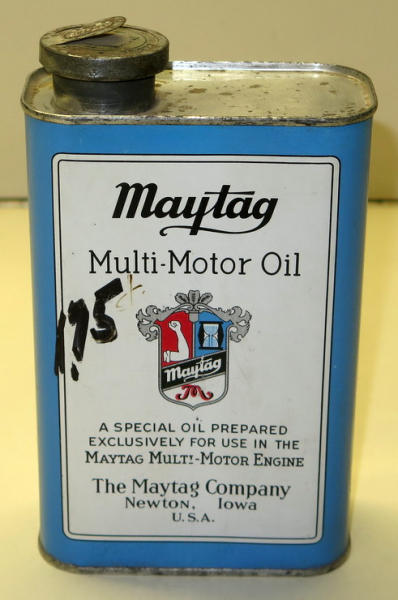 Maytag
Multi-Motor Oil
1.75
Maytag
M
A SPECIAL OIL PREPARED
EXCLUSIVELY FOR USE IN THE
MAYTAG MULTI-MOTOR ENGINE
The Maytag Company
Newton, Iowa
U.S.A.